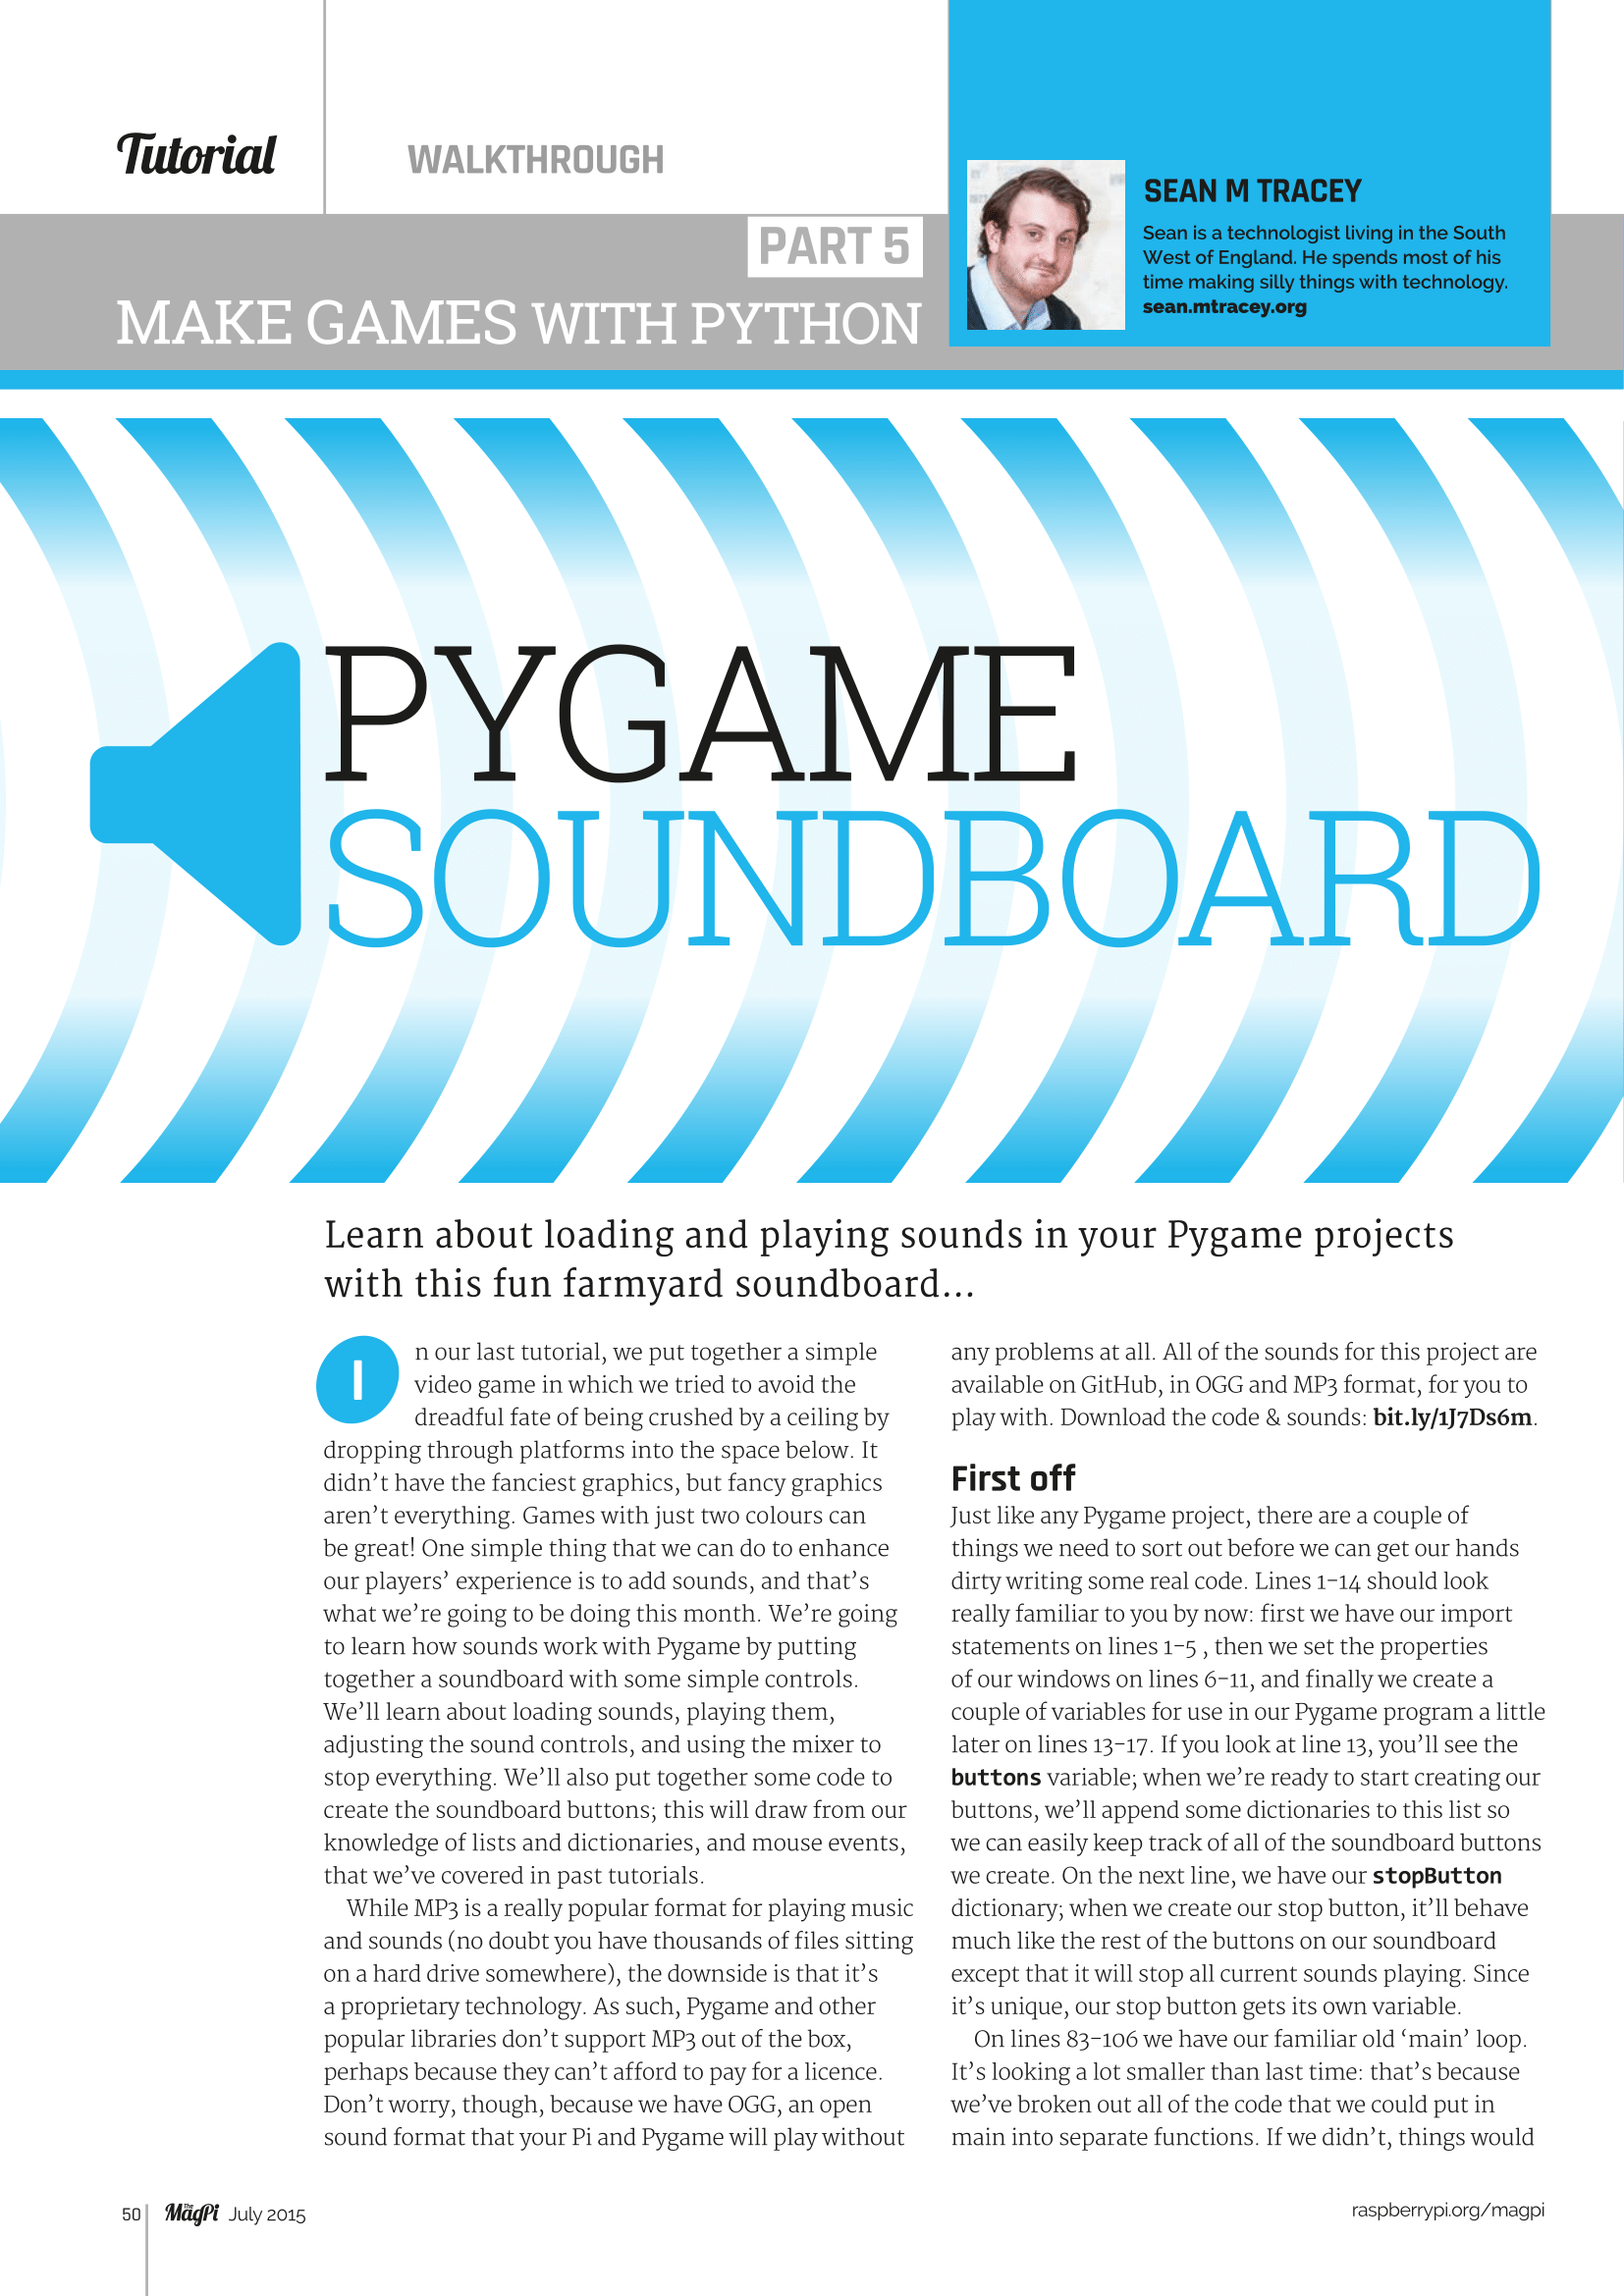 Tutorial
WALKTHROUGH
PART 5
MAKE GAMES WITH PYTHON
SEAN M TRACEY
Sean is a technologist living in the South
West of England. He spends most of his
time making silly things with technology.
sean.mtracey.org
PYGAME
SOUNDBOARD
Learn about loading and playing sounds in your Pygame projects
with this fun farmyard soundboard...
In our last tutorial, we put together a simple
video game in which we tried to avoid the
dreadful fate of being crushed by a ceiling by
dropping through platforms into the space below. It
didn’t have the fanciest graphics, but fancy graphics
aren’t everything. Games with just two colours can
be great! One simple thing that we can do to enhance
our players’ experience is to add sounds, and that’s
what we’re going to be doing this month. We’re going
to learn how sounds work with Pygame by putting
together a soundboard with some simple controls.
We’ll learn about loading sounds, playing them,
adjusting the sound controls, and using the mixer to
stop everything. We’ll also put together some code to
create the soundboard buttons; this will draw from our
knowledge of lists and dictionaries, and mouse events,
that we’ve covered in past tutorials.
While MP3 is a really popular format for playing music
and sounds (no doubt you have thousands of files sitting
on a hard drive somewhere), the downside is that it’s
a proprietary technology. As such, Pygame and other
popular libraries don’t support MP3 out of the box,
perhaps because they can’t afford to pay for a licence.
Don’t worry, though, because we have OGG, an open
sound format that your Pi and Pygame will play without
any problems at all. All of the sounds for this project are
available on GitHub, in OGG and MP3 format, for you to
play with. Download the code & sounds: bit.ly/1J7Ds6m.
First off
Just like any Pygame project, there are a couple of
things we need to sort out before we can get our hands
dirty writing some real code. Lines 1-14 should look
really familiar to you by now: first we have our import
statements on lines 1-5 , then we set the properties
of our windows on lines 6-11, and finally we create a
couple of variables for use in our Pygame program a little
later on lines 13-17. If you look at line 13, you’ll see the
buttons variable; when we’re ready to start creating our
buttons, we’ll append some dictionaries to this list so
we can easily keep track of all of the soundboard buttons
we create. On the next line, we have our stopButton
dictionary; when we create our stop button, it’ll behave
much like the rest of the buttons on our soundboard
except that it will stop all current sounds playing. Since
it’s unique, our stop button gets its own variable.
On lines 83-106 we have our familiar old ‘main’ loop.
It’s looking a lot smaller than last time: that’s because
we’ve broken out all of the code that we could put in
main into separate functions. If we didn’t, things would
50 The MagPi July 2015
raspberrypi.org/magpi